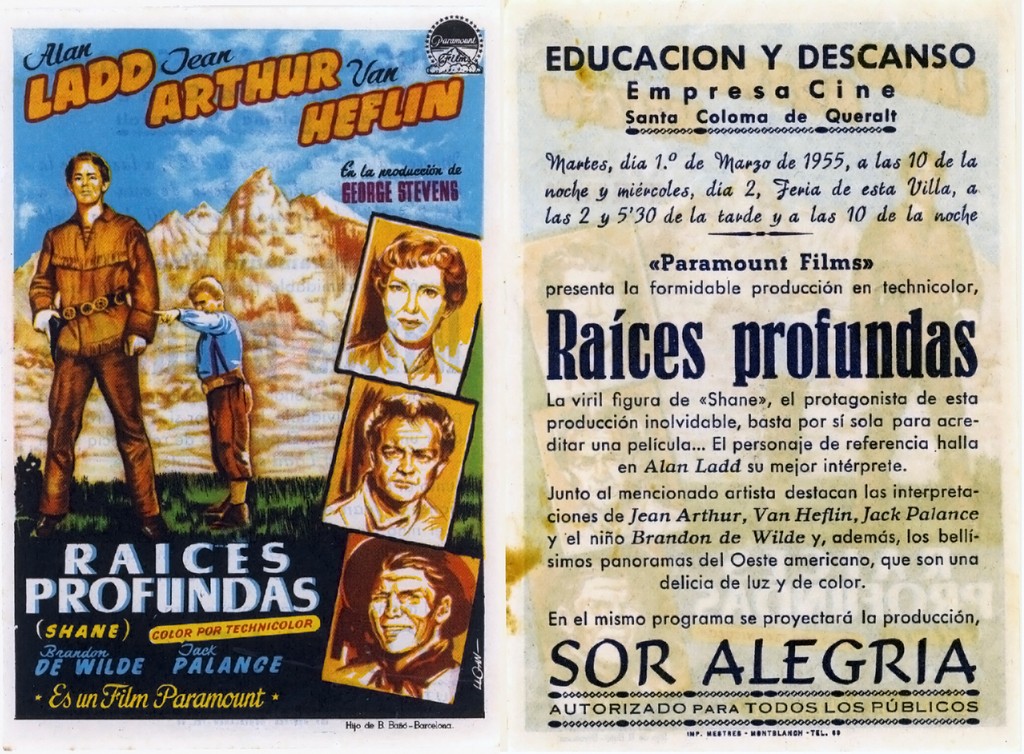 Alan
LADD
Jean
ARTHUR
Van
HEFLIN
Paramount
Films
En la producción de
GEORGE STEVENS
RAICES
PROFUNDAS
(SHANE)
COLOR POR TECHNICOLOR
Brandon
DE WILDE
Jack
PALANCE
Es un Film Paramount
Hijo de B. Bañó-Barcelona.
EDUCACION Y DESCANSO
Empresa Cine
Santa Coloma de Queralt
Martes, día 1.º de Marzo de 1955, a las 10 de la
noche y miércoles, día 2, Feria de esta Villa, a
las 2 y 5'30 de la tarde y a las 10 de la noche
«Paramount Films»
presenta la formidable producción en technicolor,
Raíces profundas
La viril figura de «Shane», el protagonista de esta
producción inolvidable, basta por sí sola para acre-
ditar una película... El personaje de referencia halla
en Alan Ladd su mejor intérprete.
Junto al mencionado artista destacan las interpreta-
ciones de Jean Arthur, Van Heflin, Jack Palance
y el niño Brandon de Wilde y, además, los bellí-
simos panoramas del Oeste americano, que son una
delicia de luz y de color.
En el mismo programa se proyectará la producción,
SOR ALEGRIA
AUTORIZADO PARA TODOS LOS PÚBLICOS
IMP. MESTRES - MONTBLANCH - TEL. 63